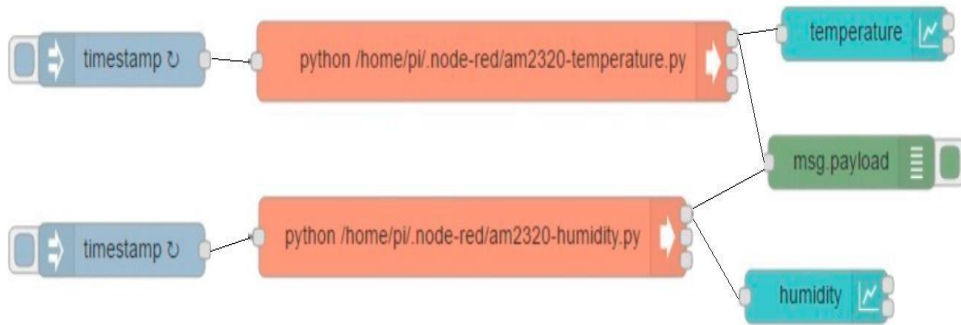 timestamp ↻
python /home/pi/.node-red/am2320-temperature.py
temperature
msg.payload
timestamp ↻
python /home/pi/.node-red/am2320-humidity.py
humidity